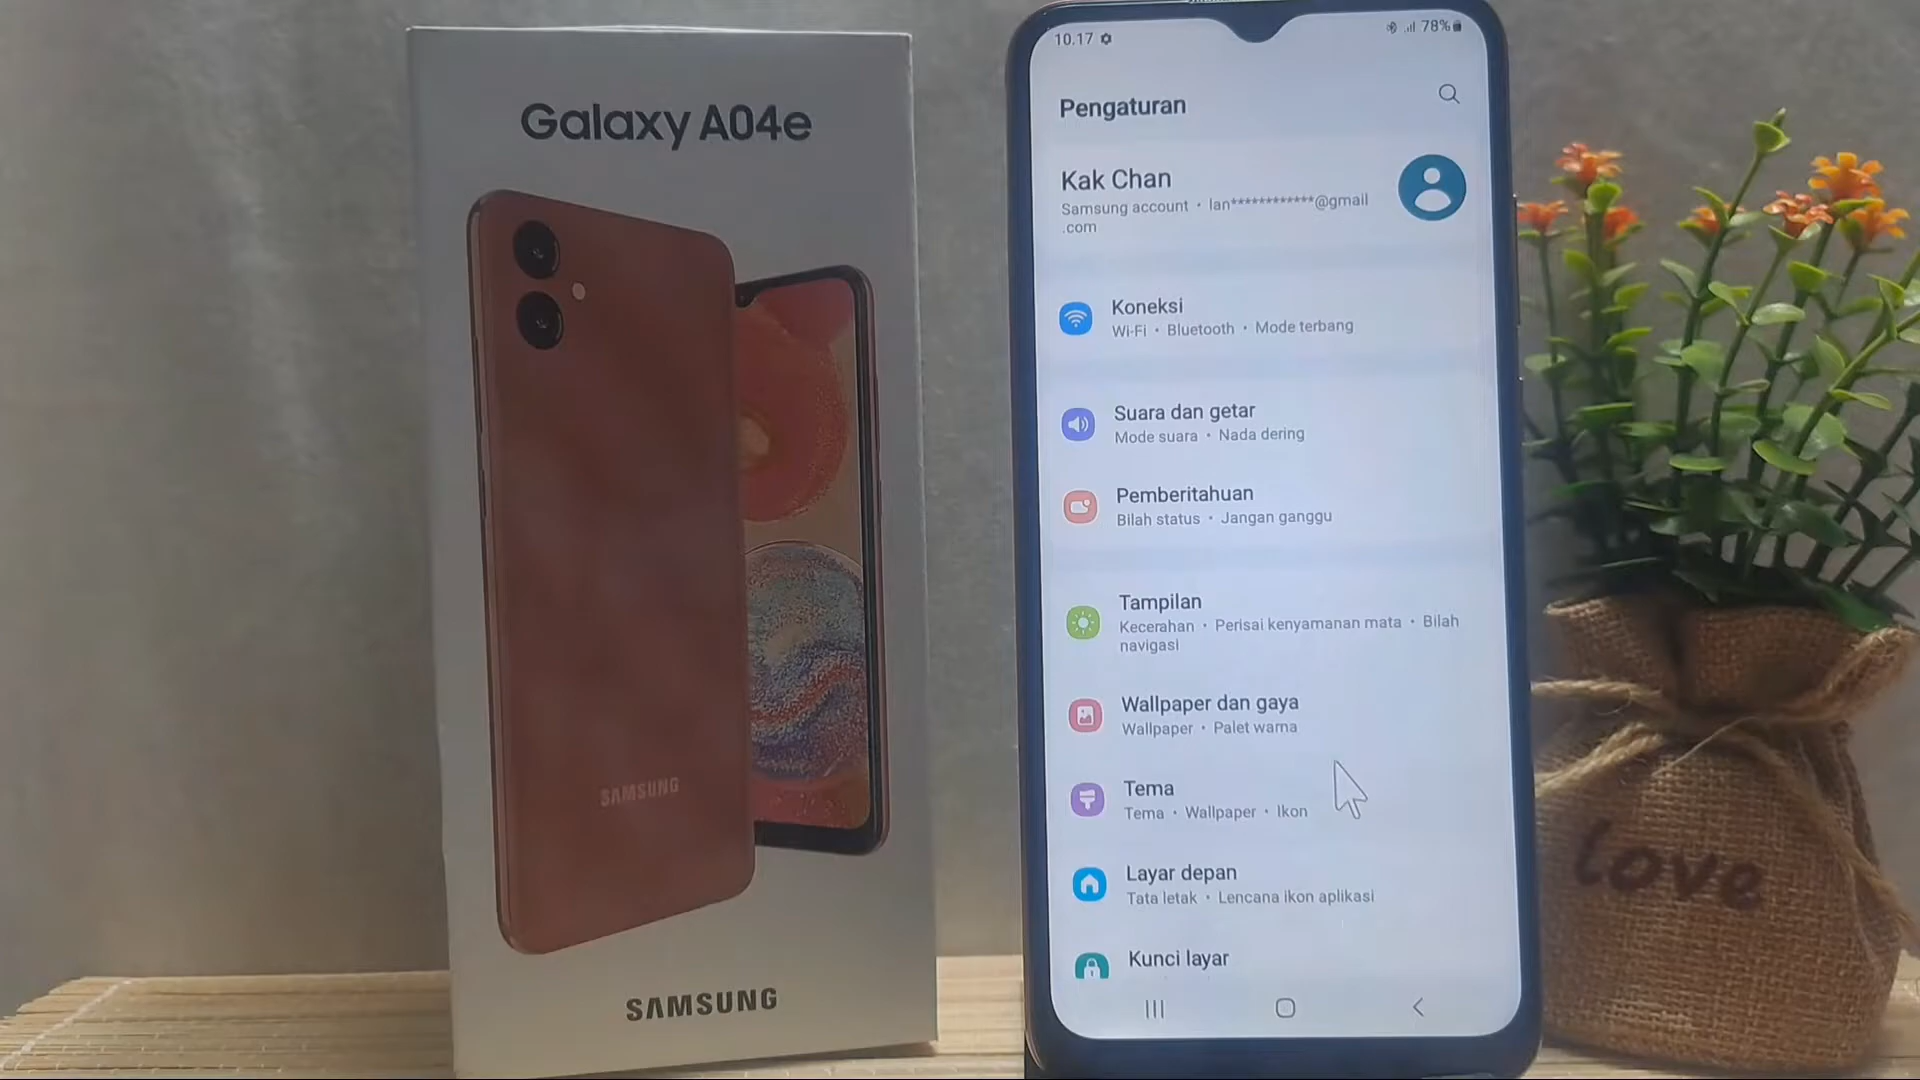 Galaxy A04e
SAMSUNG
SAMSUNG
10.17
78%
Pengaturan
Kak Chan
Samsung account • lan************@gmail
.com
Koneksi
Wi-Fi • Bluetooth • Mode terbang
Suara dan getar
Mode suara • Nada dering
Pemberitahuan
Bilah status • Jangan ganggu
Tampilan
Kecerahan • Perisai kenyamanan mata • Bilah
navigasi
Wallpaper dan gaya
Wallpaper • Palet warna
Tema
Tema • Wallpaper • Ikon
Layar depan
Tata letak • Lencana ikon aplikasi
Kunci layar
love